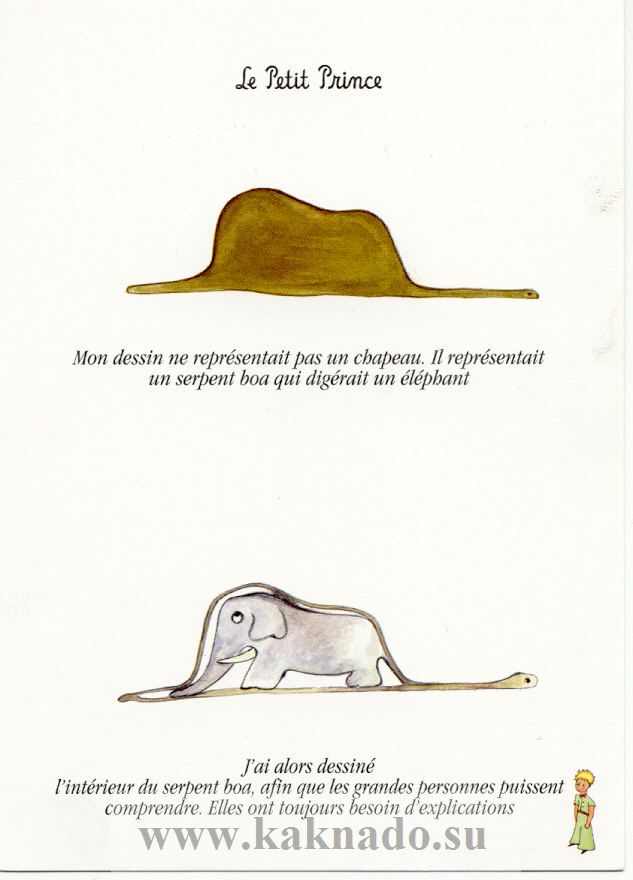 Le Petit Prince
Mon dessin ne représentait pas un chapeau. Il représentait
un serpent boa qui digérait un éléphant
J'ai alors dessiné
l'intérieur du serpent boa, afin que les grandes personnes puissent
comprendre. Elles ont toujours besoin d'explications
www.kaknado.su